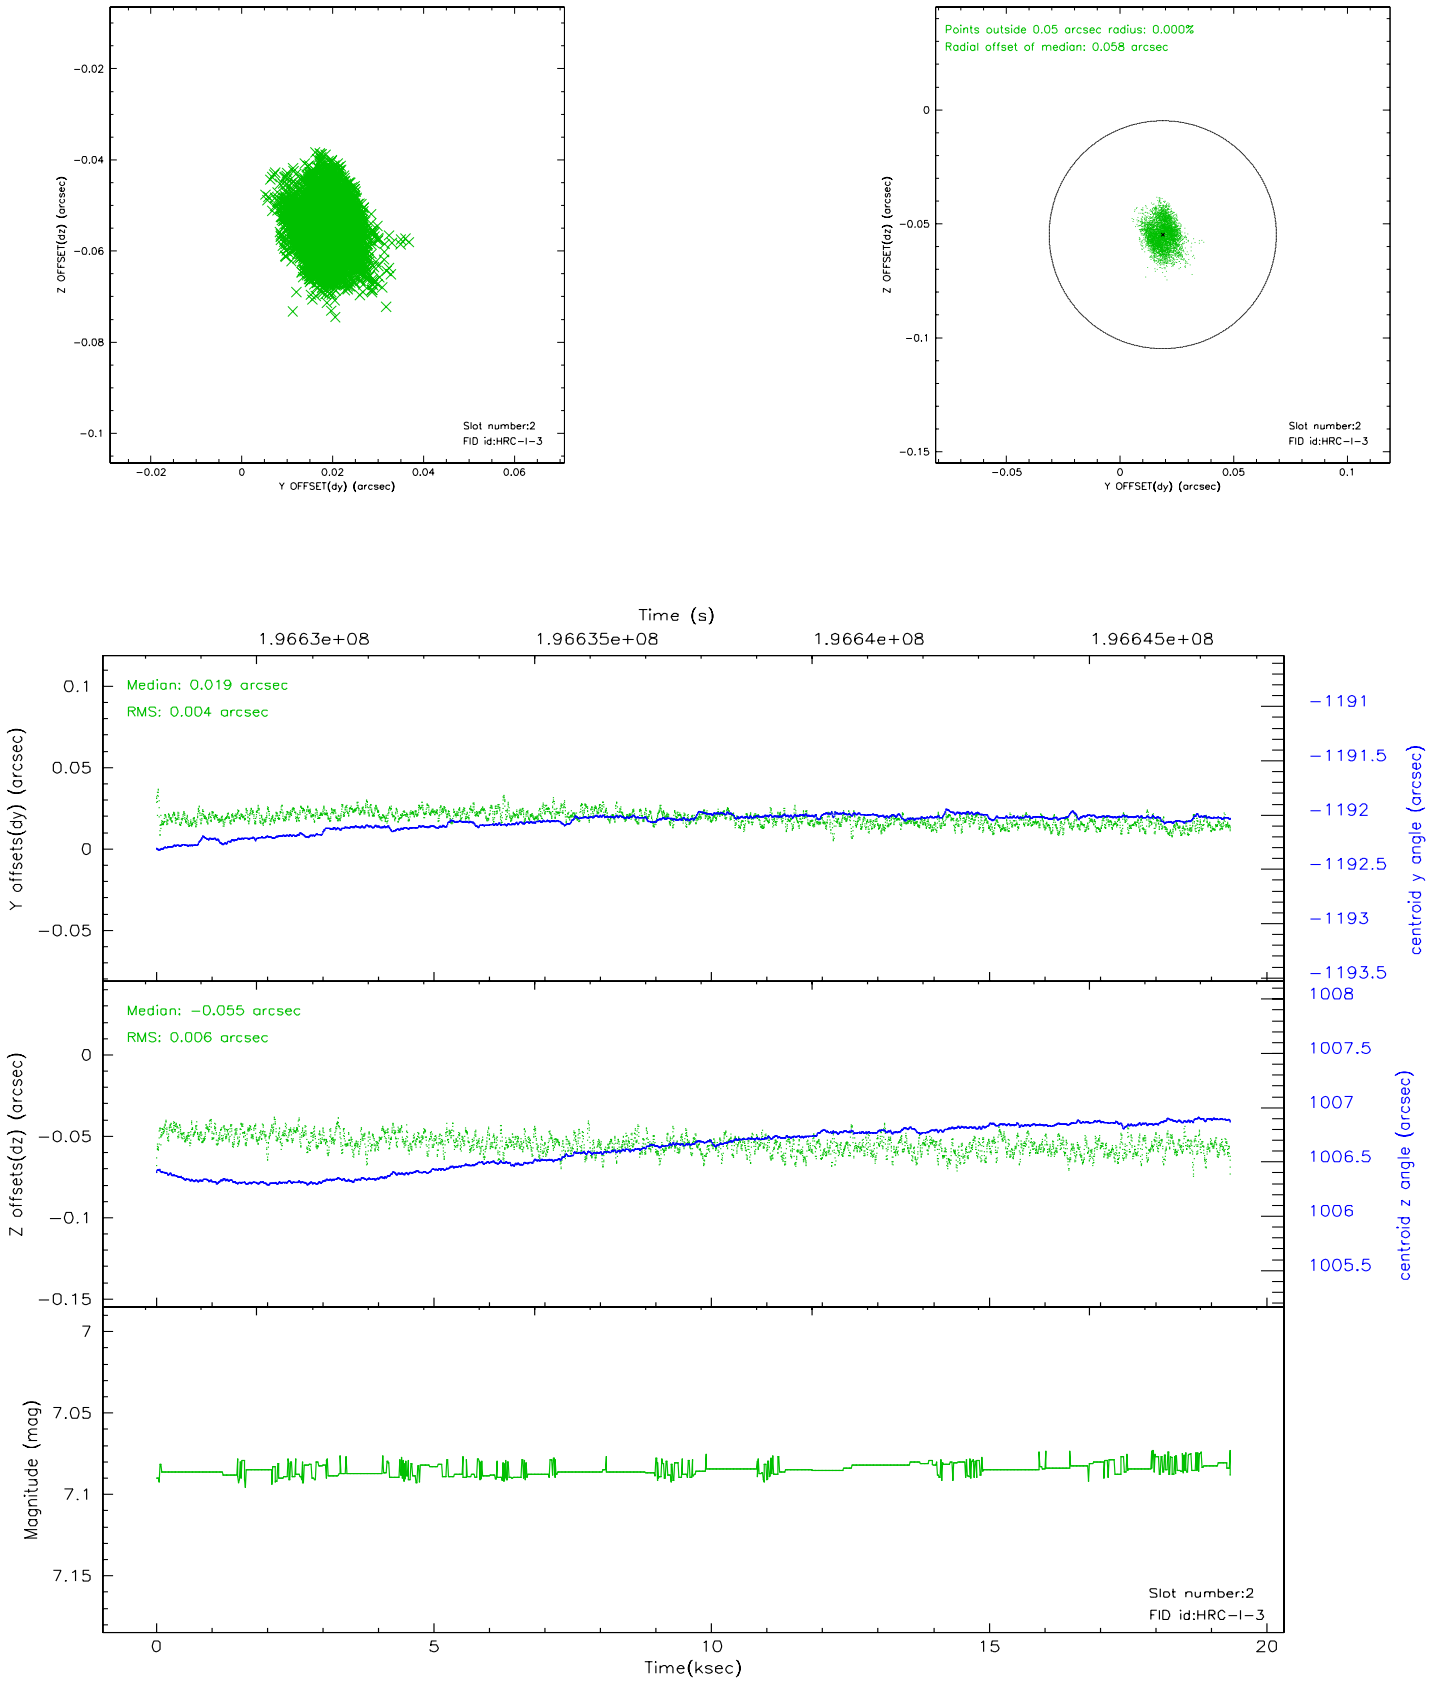 −0.02
−0.04
−0.06
−0.08
−0.1
Z OFFSET(dz) (arcsec)
Slot number:2
FID id:HRC−I−3
−0.02 0 0.02 0.04 0.06
Y OFFSET(dy) (arcsec)
Points outside 0.05 arcsec radius: 0.000%
Radial offset of median: 0.058 arcsec
0
−0.05
−0.1
−0.15
Z OFFSET(dz) (arcsec)
Slot number:2
FID id:HRC−I−3
−0.05 0 0.05 0.1
Y OFFSET(dy) (arcsec)
Time (s)
1.9663e+08 1.96635e+08 1.9664e+08 1.96645e+08
Median: 0.019 arcsec
RMS: 0.004 arcsec
0.1
0.05
0
−0.05
Y offsets(dy) (arcsec)
−1191
−1191.5
−1192
−1192.5
−1193
−1193.5
centroid y angle (arcsec)
Median: −0.055 arcsec
RMS: 0.006 arcsec
0
−0.05
−0.1
−0.15
Z offsets(dz) (arcsec)
1008
1007.5
1007
1006.5
1006
1005.5
centroid z angle (arcsec)
7
7.05
7.1
7.15
Magnitude (mag)
Slot number:2
FID id:HRC−I−3
0 5 10 15 20
Time(ksec)